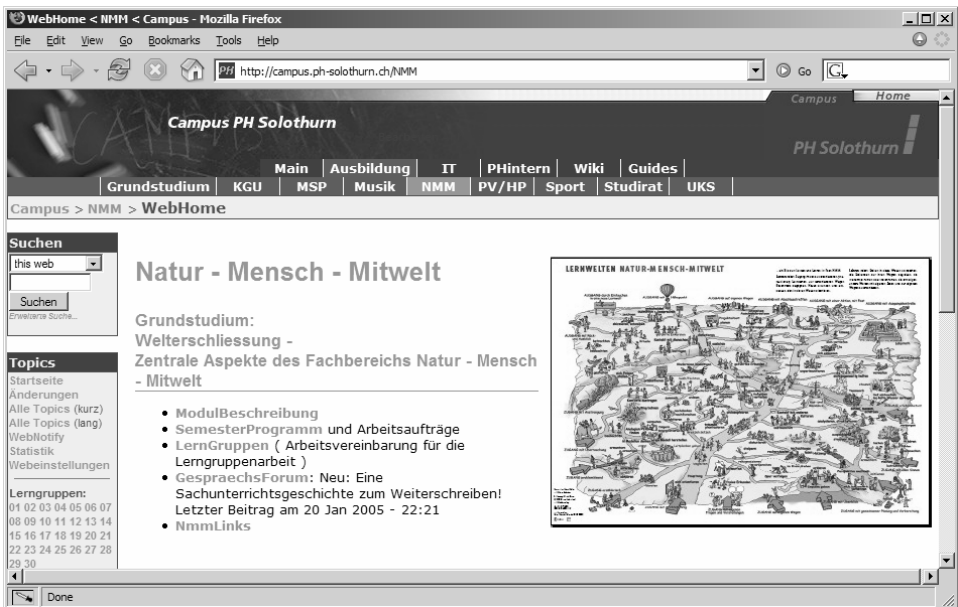 WebHome < NMM < Campus - Mozilla Firefox
File Edit View Go Bookmarks Tools Help
http://campus.ph-solothurn.ch/NMM Go
Campus Home
Campus PH Solothurn
PH Solothurn
Main Ausbildung IT PHintern Wiki Guides
Grundstudium KGU MSP Musik NMM PV/HP Sport Studirat UKS
Campus > NMM > WebHome
Suchen
this web
Suchen
Erweiterte Suche...
Topics
Startseite
Änderungen
Alle Topics (kurz)
Alle Topics (lang)
WebNotify
Statistik
Webeinstellungen
Lerngruppen:
01 02 03 04 05 06 07
08 09 10 11 12 13 14
15 16 17 18 19 20 21
22 23 24 25 26 27 28
29 30
Natur - Mensch - Mitwelt
Grundstudium:
Welterschliessung -
Zentrale Aspekte des Fachbereichs Natur - Mensch
- Mitwelt
• ModulBeschreibung
• SemesterProgramm und Arbeitsaufträge
• LernGruppen ( Arbeitsvereinbarung für die
Lerngruppenarbeit )
• GespraechsForum: Neu: Eine
Sachunterrichtsgeschichte zum Weiterschreiben!
Letzter Beitrag am 20 Jan 2005 - 22:21
• NmmLinks
LERNWELTEN NATUR-MENSCH-MITWELT
Done